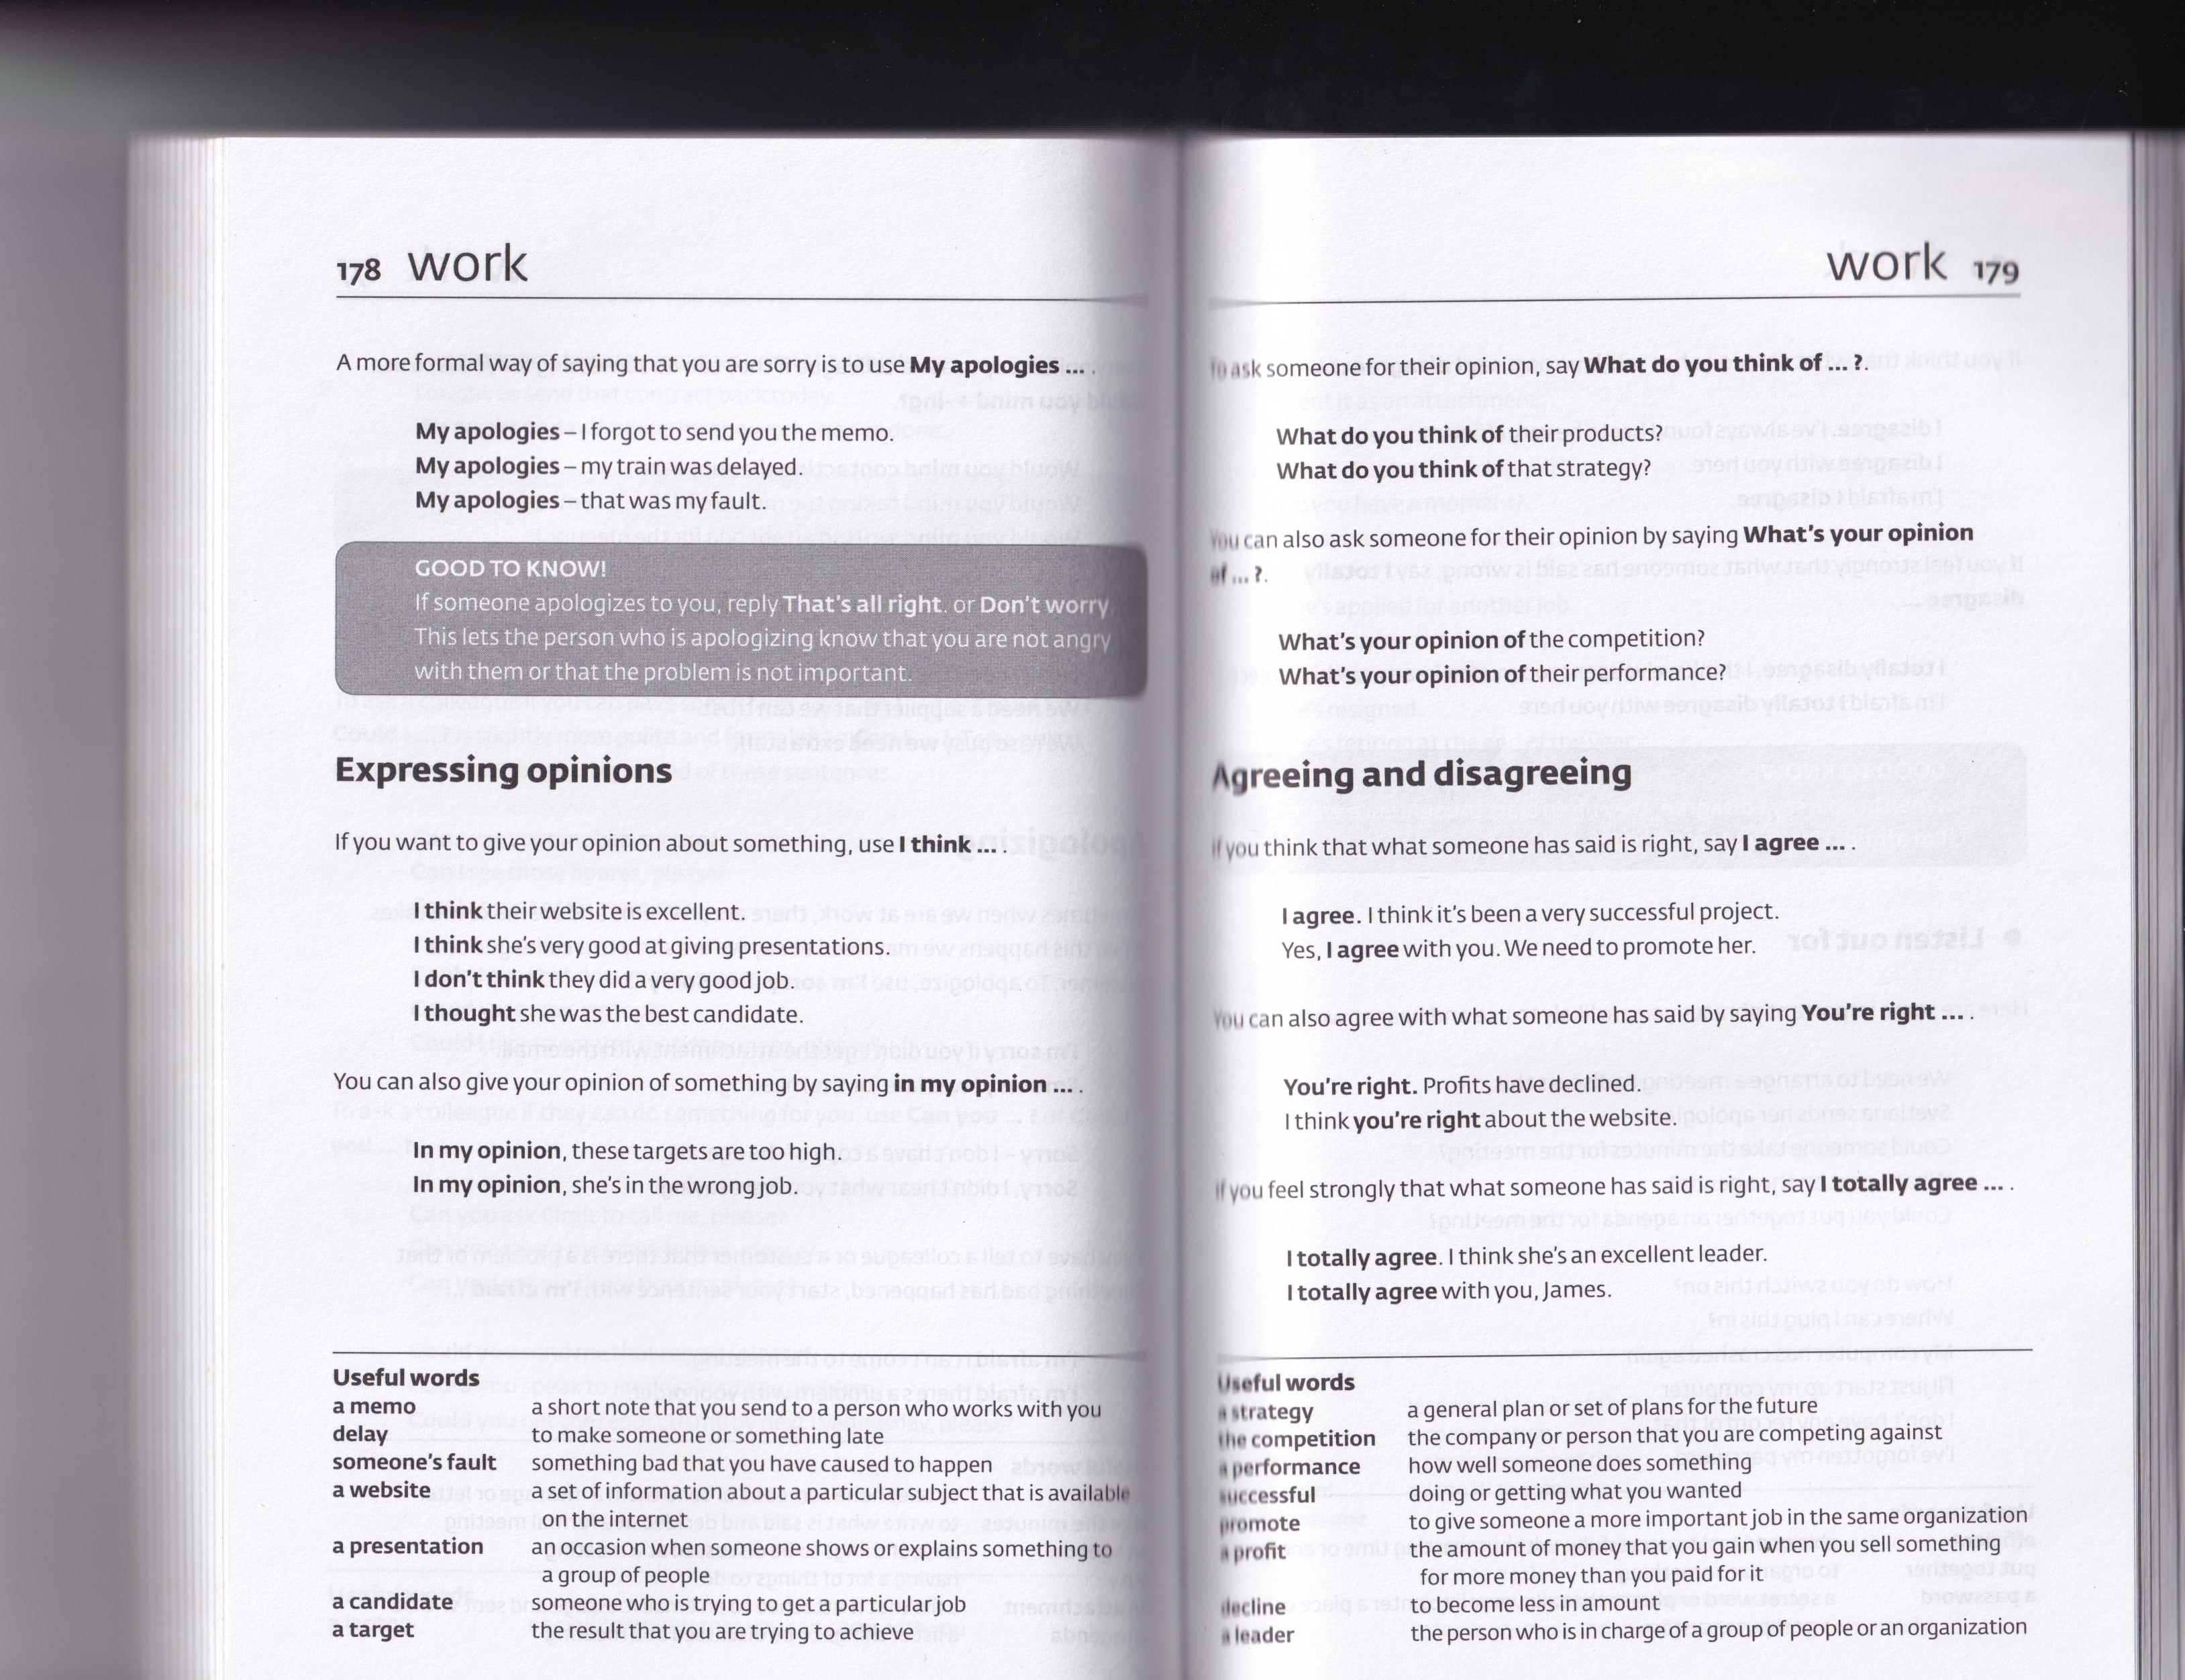 178 work
A more formal way of saying that you are sorry is to use My apologies ... .
My apologies – I forgot to send you the memo.
My apologies – my train was delayed.
My apologies – that was my fault.
GOOD TO KNOW!
If someone apologizes to you, reply That's all right. or Don't worry.
This lets the person who is apologizing know that you are not angry
with them or that the problem is not important.
Expressing opinions
If you want to give your opinion about something, use I think ... .
I think their website is excellent.
I think she's very good at giving presentations.
I don't think they did a very good job.
I thought she was the best candidate.
You can also give your opinion of something by saying in my opinion ... .
In my opinion, these targets are too high.
In my opinion, she's in the wrong job.
Useful words
a memo a short note that you send to a person who works with you
delay to make someone or something late
someone's fault something bad that you have caused to happen
a website a set of information about a particular subject that is available
on the internet
a presentation an occasion when someone shows or explains something to
a group of people
a candidate someone who is trying to get a particular job
a target the result that you are trying to achieve
work 179
To ask someone for their opinion, say What do you think of ... ?.
What do you think of their products?
What do you think of that strategy?
You can also ask someone for their opinion by saying What's your opinion
of ... ?.
What's your opinion of the competition?
What's your opinion of their performance?
Agreeing and disagreeing
If you think that what someone has said is right, say I agree ... .
I agree. I think it's been a very successful project.
Yes, I agree with you. We need to promote her.
You can also agree with what someone has said by saying You're right ... .
You're right. Profits have declined.
I think you're right about the website.
If you feel strongly that what someone has said is right, say I totally agree ... .
I totally agree. I think she's an excellent leader.
I totally agree with you, James.
Useful words
a strategy a general plan or set of plans for the future
the competition the company or person that you are competing against
a performance how well someone does something
successful doing or getting what you wanted
promote to give someone a more important job in the same organization
a profit the amount of money that you gain when you sell something
for more money than you paid for it
decline to become less in amount
a leader the person who is in charge of a group of people or an organization